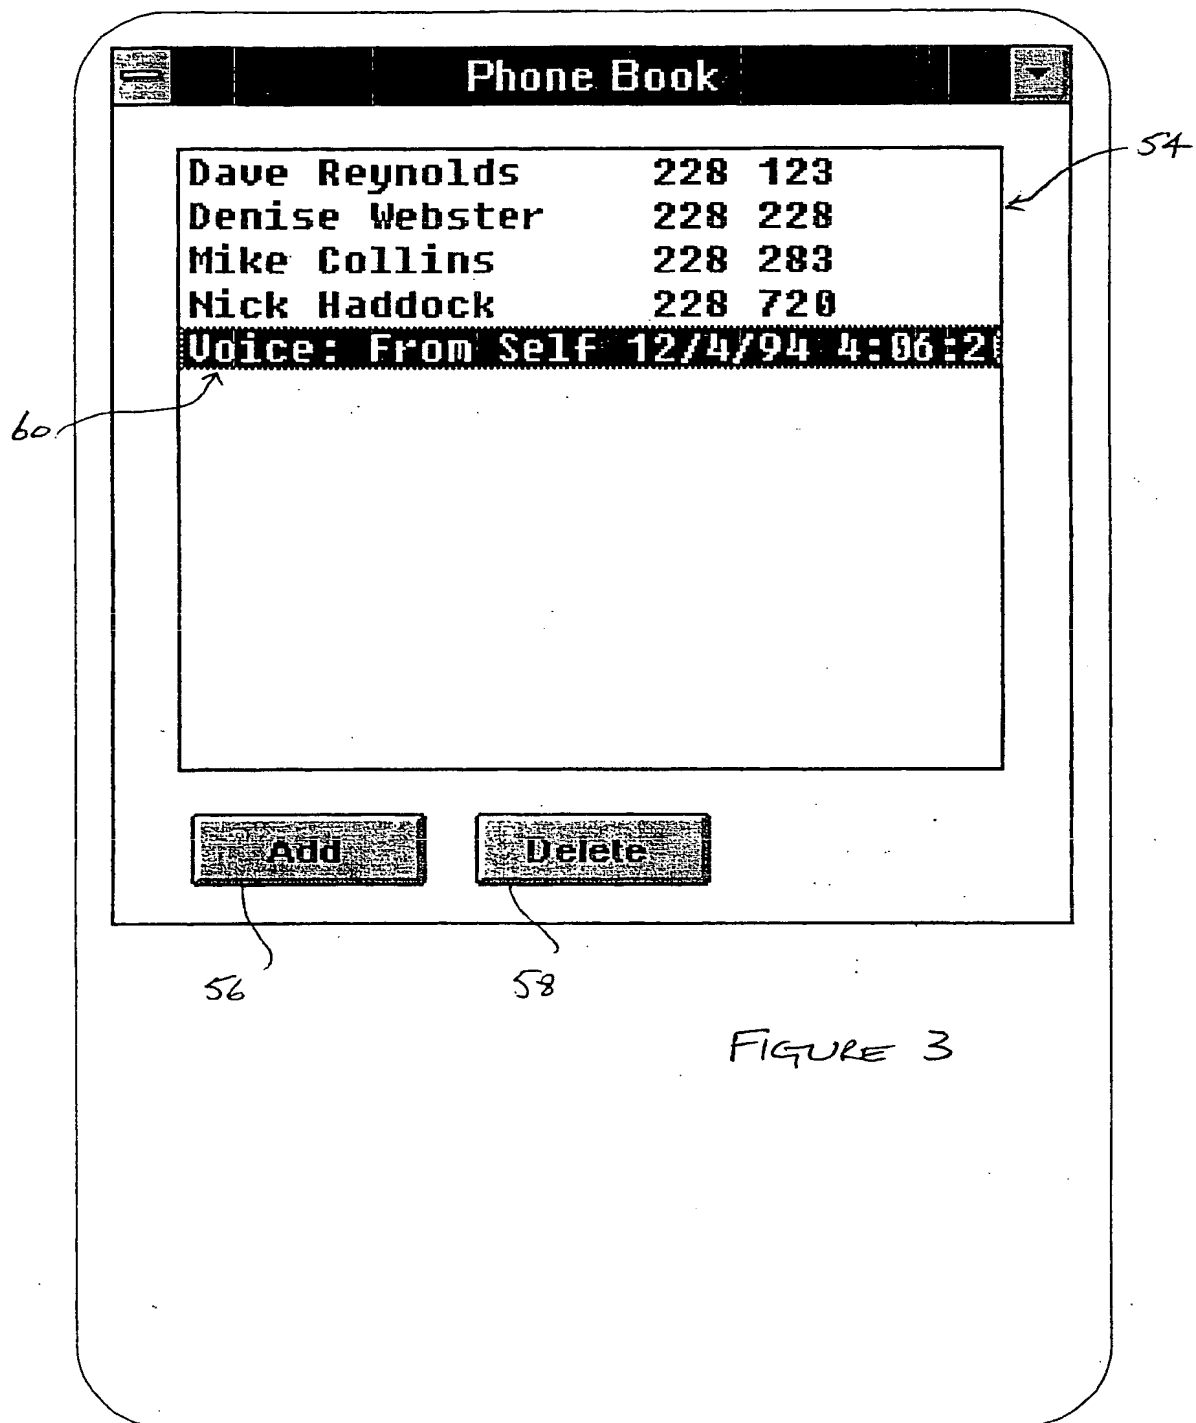 Phone Book
54
Dave Reynolds 228 123
Denise Webster 228 228
Mike Collins 228 283
Nick Haddock 228 720
Voice: From Self 12/4/94 4:06:2
60
Add Delete
56 58
FIGURE 3